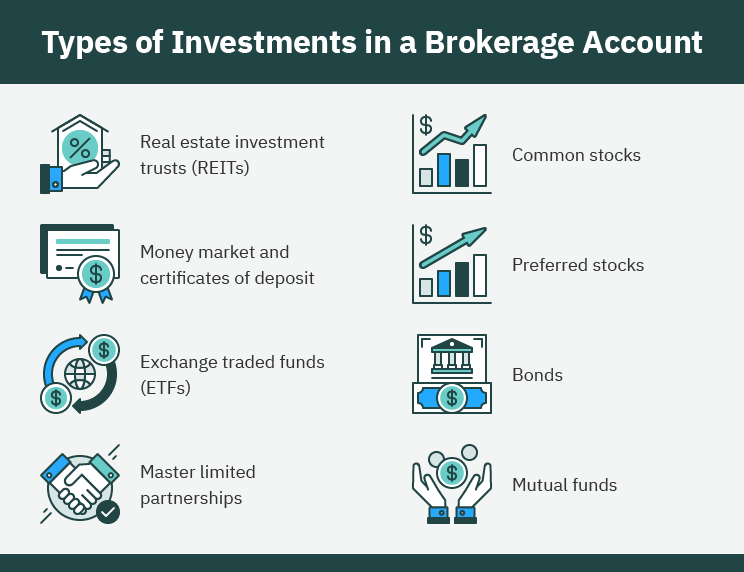 Types of Investments in a Brokerage Account
Real estate investment
trusts (REITs)
$
Common stocks
Money market and
certificates of deposit
$
$
Preferred stocks
Exchange traded funds
(ETFs)
$
$
Bonds
$
Master limited
partnerships
Mutual funds
$
%